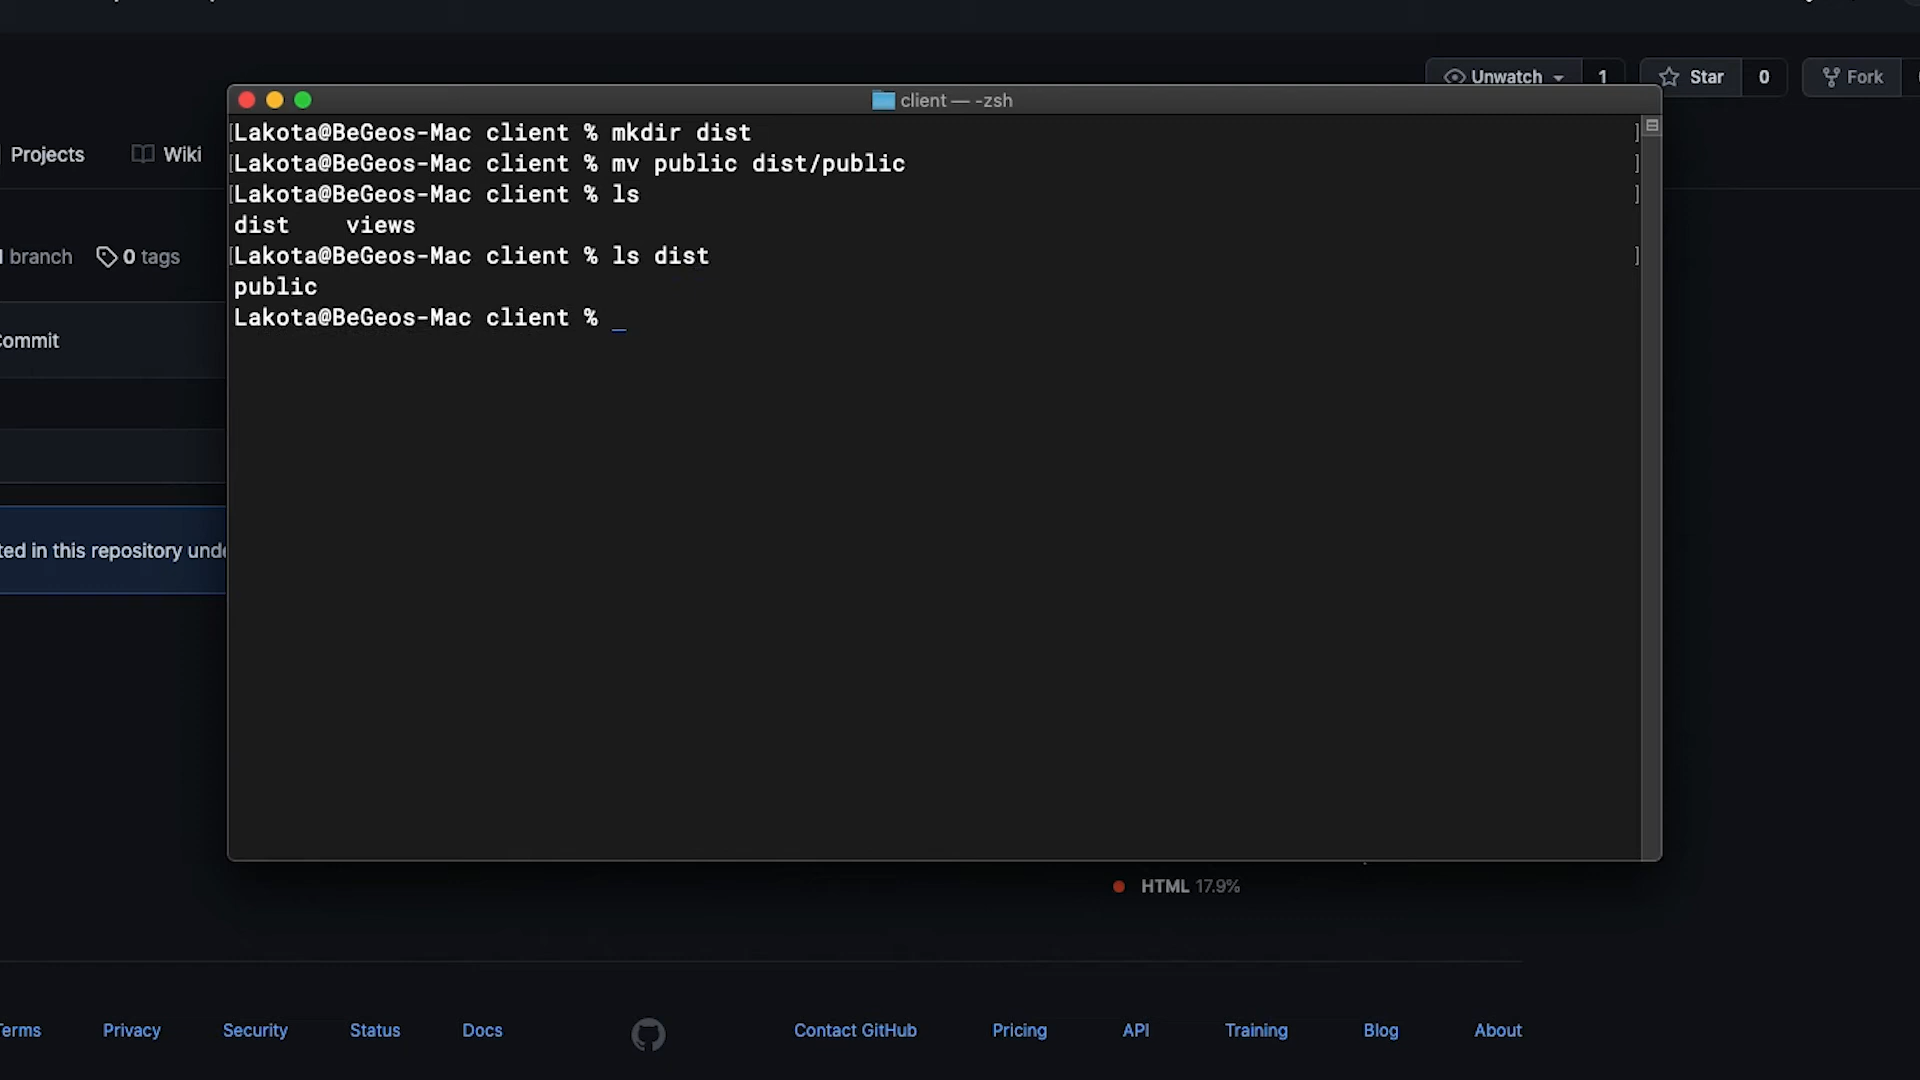 Unwatch 1 Star 0 Fork
client — -zsh
Lakota@BeGeos-Mac client % mkdir dist
Lakota@BeGeos-Mac client % mv public dist/public
Lakota@BeGeos-Mac client % ls
dist views
Lakota@BeGeos-Mac client % ls dist
public
Lakota@BeGeos-Mac client % _
Projects Wiki
branch 0 tags
Commit
ted in this repository unde
HTML 17.9%
Terms Privacy Security Status Docs Contact GitHub Pricing API Training Blog About